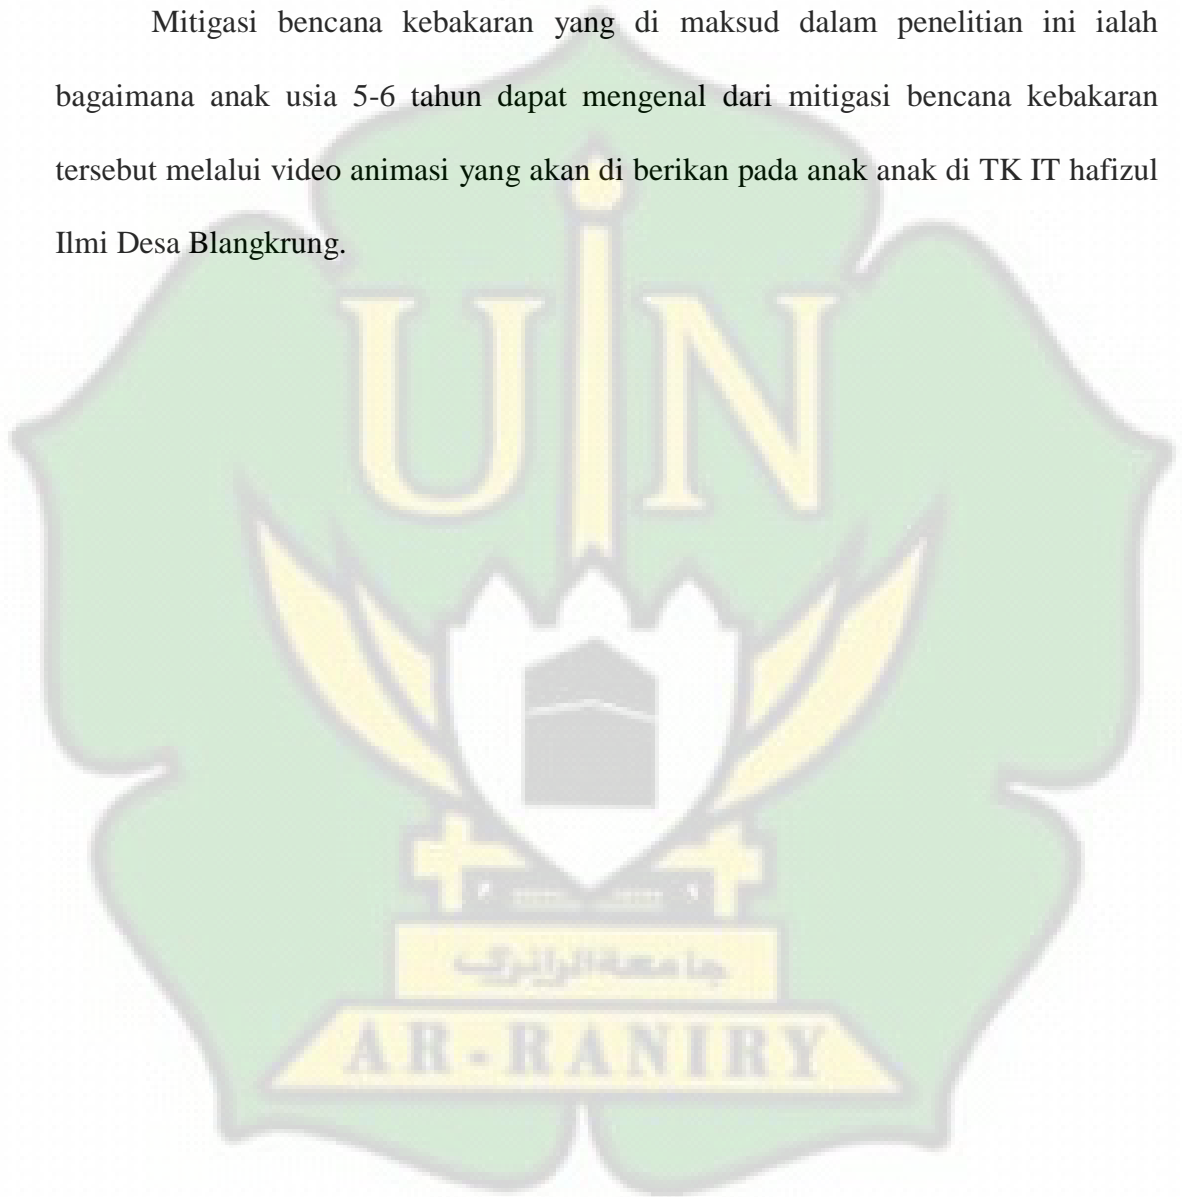 Mitigasi bencana kebakaran yang di maksud dalam penelitian ini ialah
bagaimana anak usia 5-6 tahun dapat mengenal dari mitigasi bencana kebakaran
tersebut melalui video animasi yang akan di berikan pada anak anak di TK IT hafizul
Ilmi Desa Blangkrung.
UIN
جامعة الرانري
AR-RANIRY